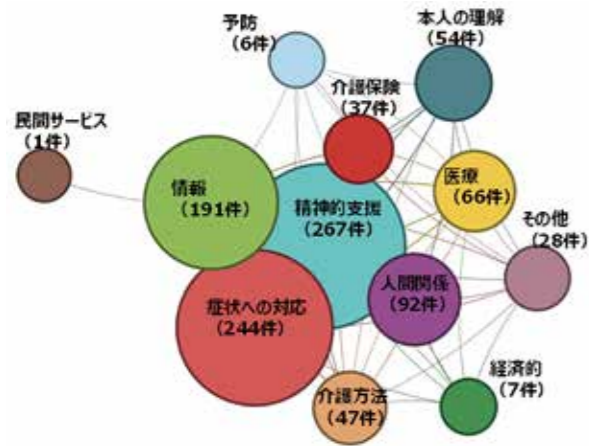 予防
（6件）
本人の理解
（54件）
介護保険
（37件）
民間サービス
（1件）
情報
（191件）
精神的支援
（267件）
医療
（66件）
その他
（28件）
人間関係
（92件）
症状への対応
（244件）
経済的
（7件）
介護方法
（47件）